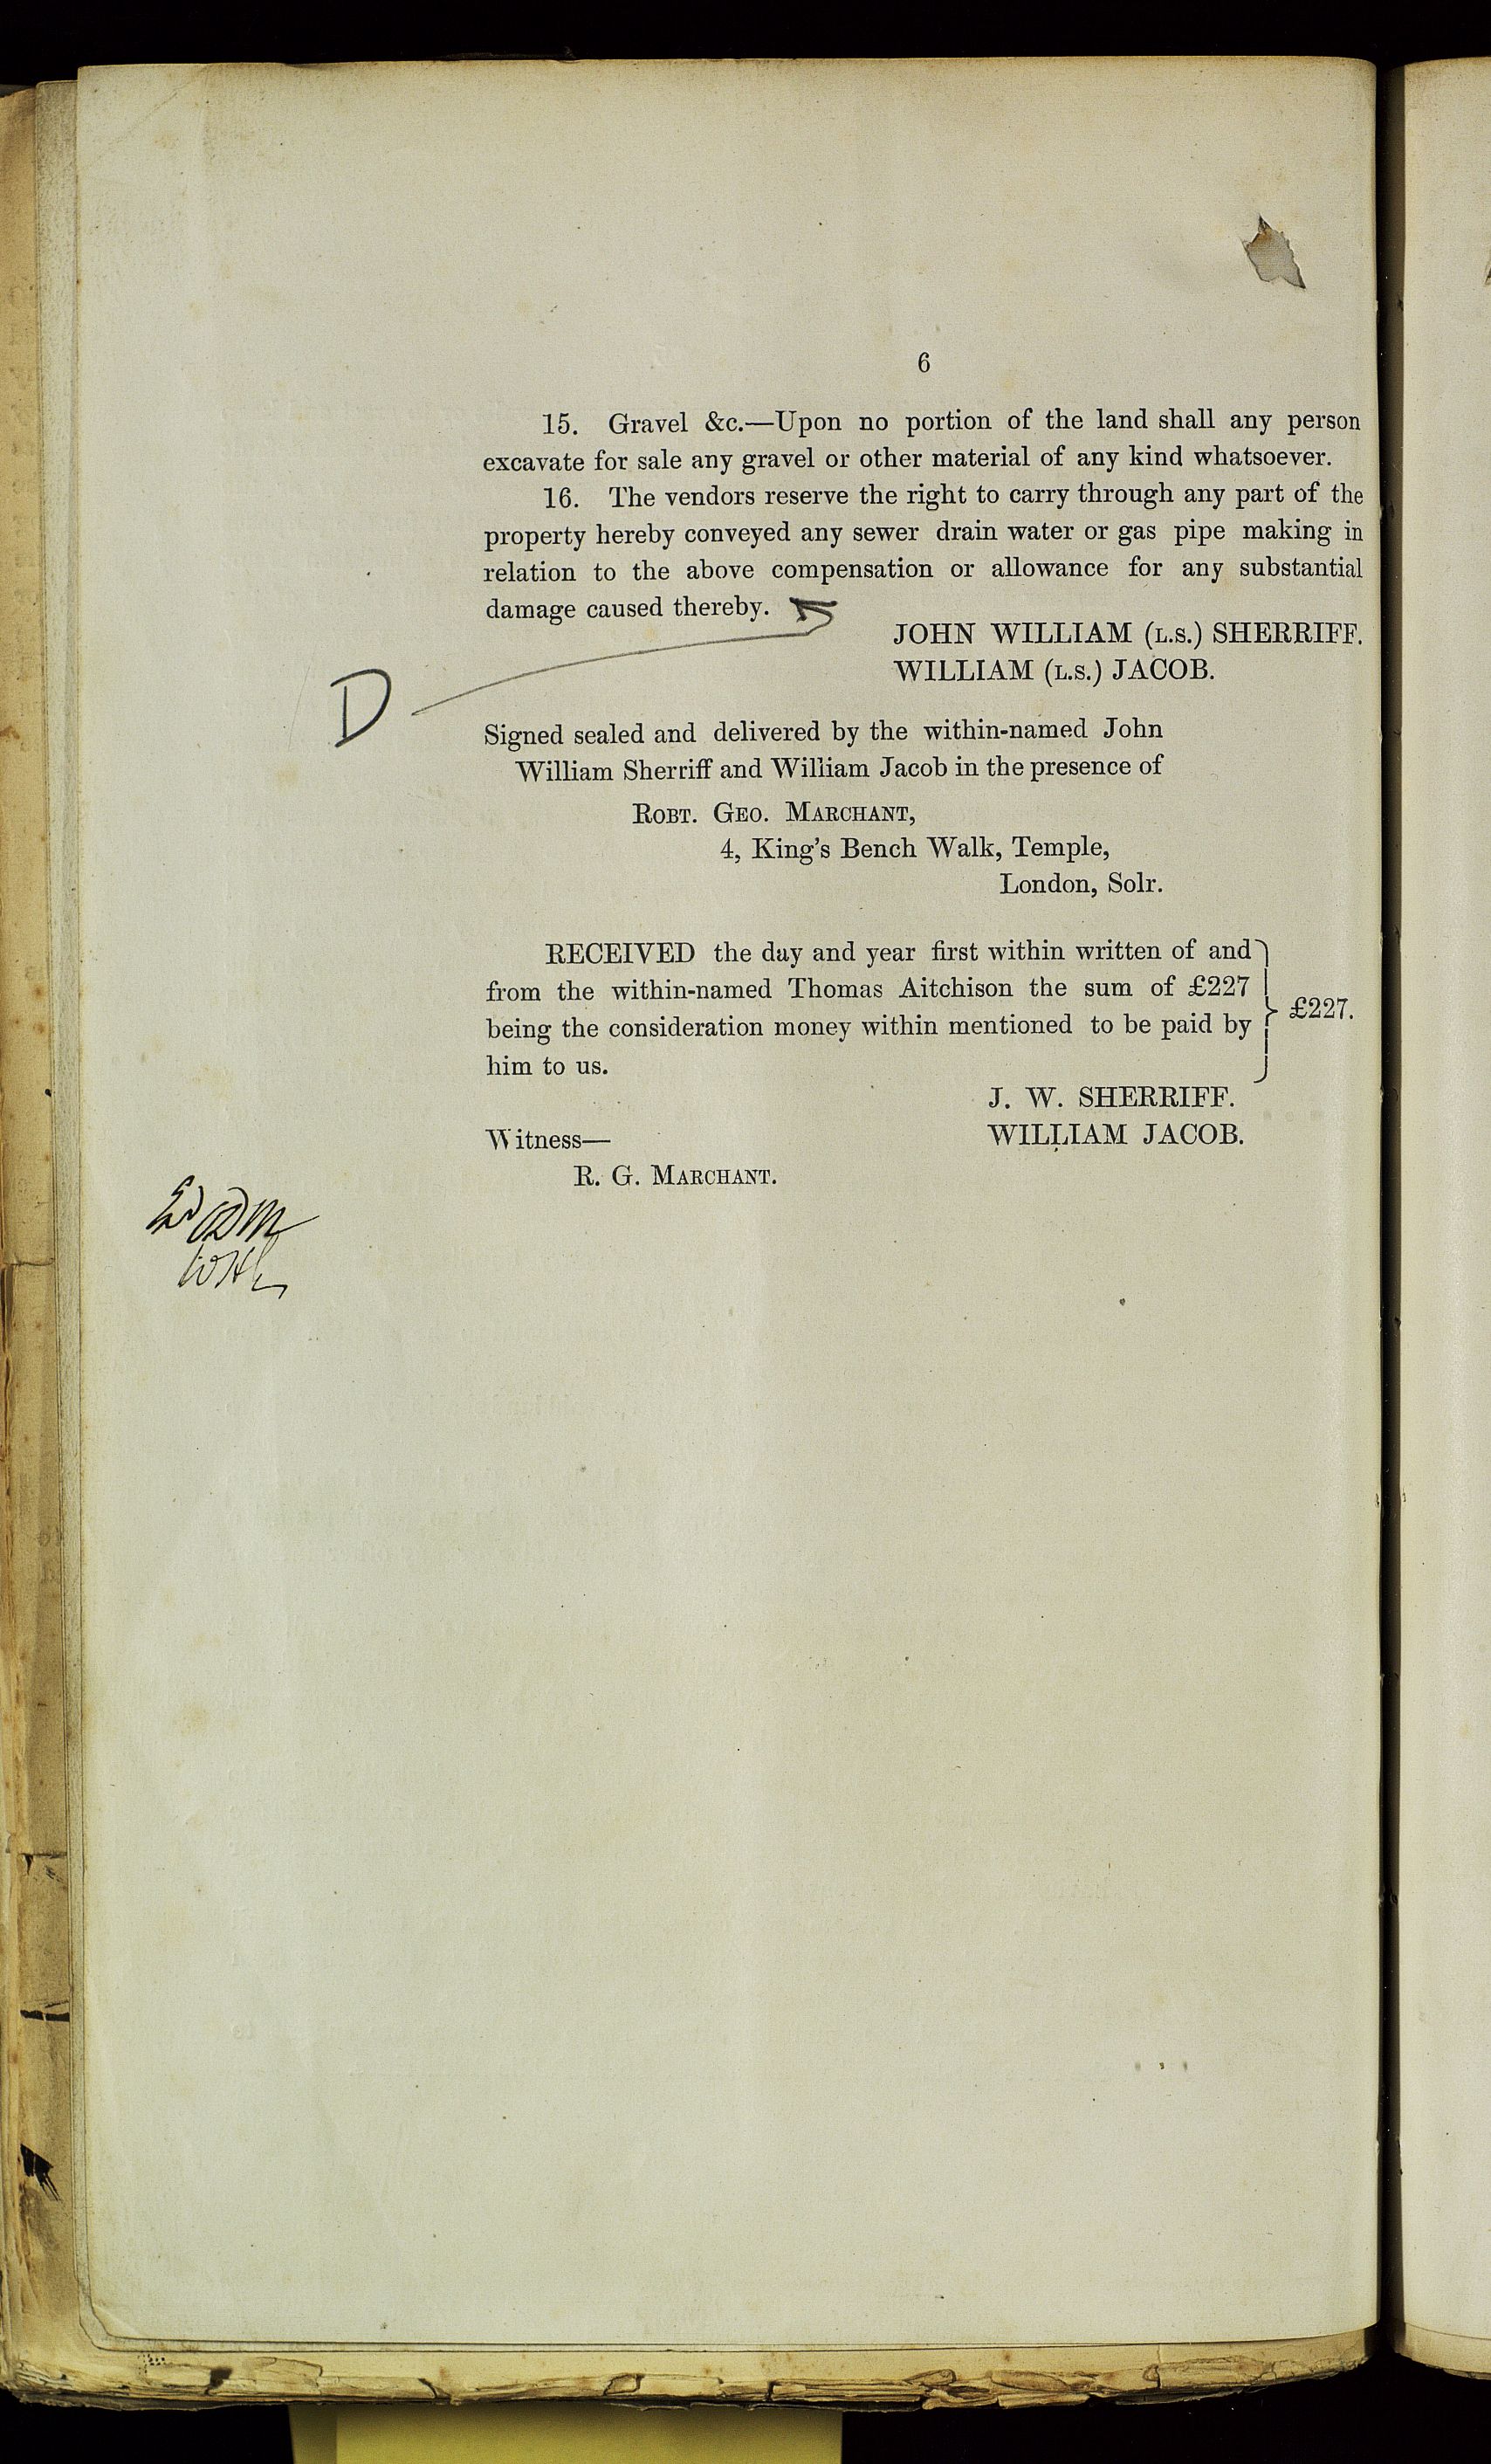 6
15. Gravel &c.—Upon no portion of the land shall any person
excavate for sale any gravel or other material of any kind whatsoever.
16. The vendors reserve the right to carry through any part of the
property hereby conveyed any sewer drain water or gas pipe making in
relation to the above compensation or allowance for any substantial
damage caused thereby.
JOHN WILLIAM (L.S.) SHERRIFF.
WILLIAM (L.S.) JACOB.
D
Signed sealed and delivered by the within-named John
William Sherriff and William Jacob in the presence of
ROBT. GEO. MARCHANT,
4, King's Bench Walk, Temple,
London, Solr.
RECEIVED the day and year first within written of and
from the within-named Thomas Aitchison the sum of £227
being the consideration money within mentioned to be paid by
him to us.
£227.
J. W. SHERRIFF.
WILLIAM JACOB.
Witness—
R. G. MARCHANT.